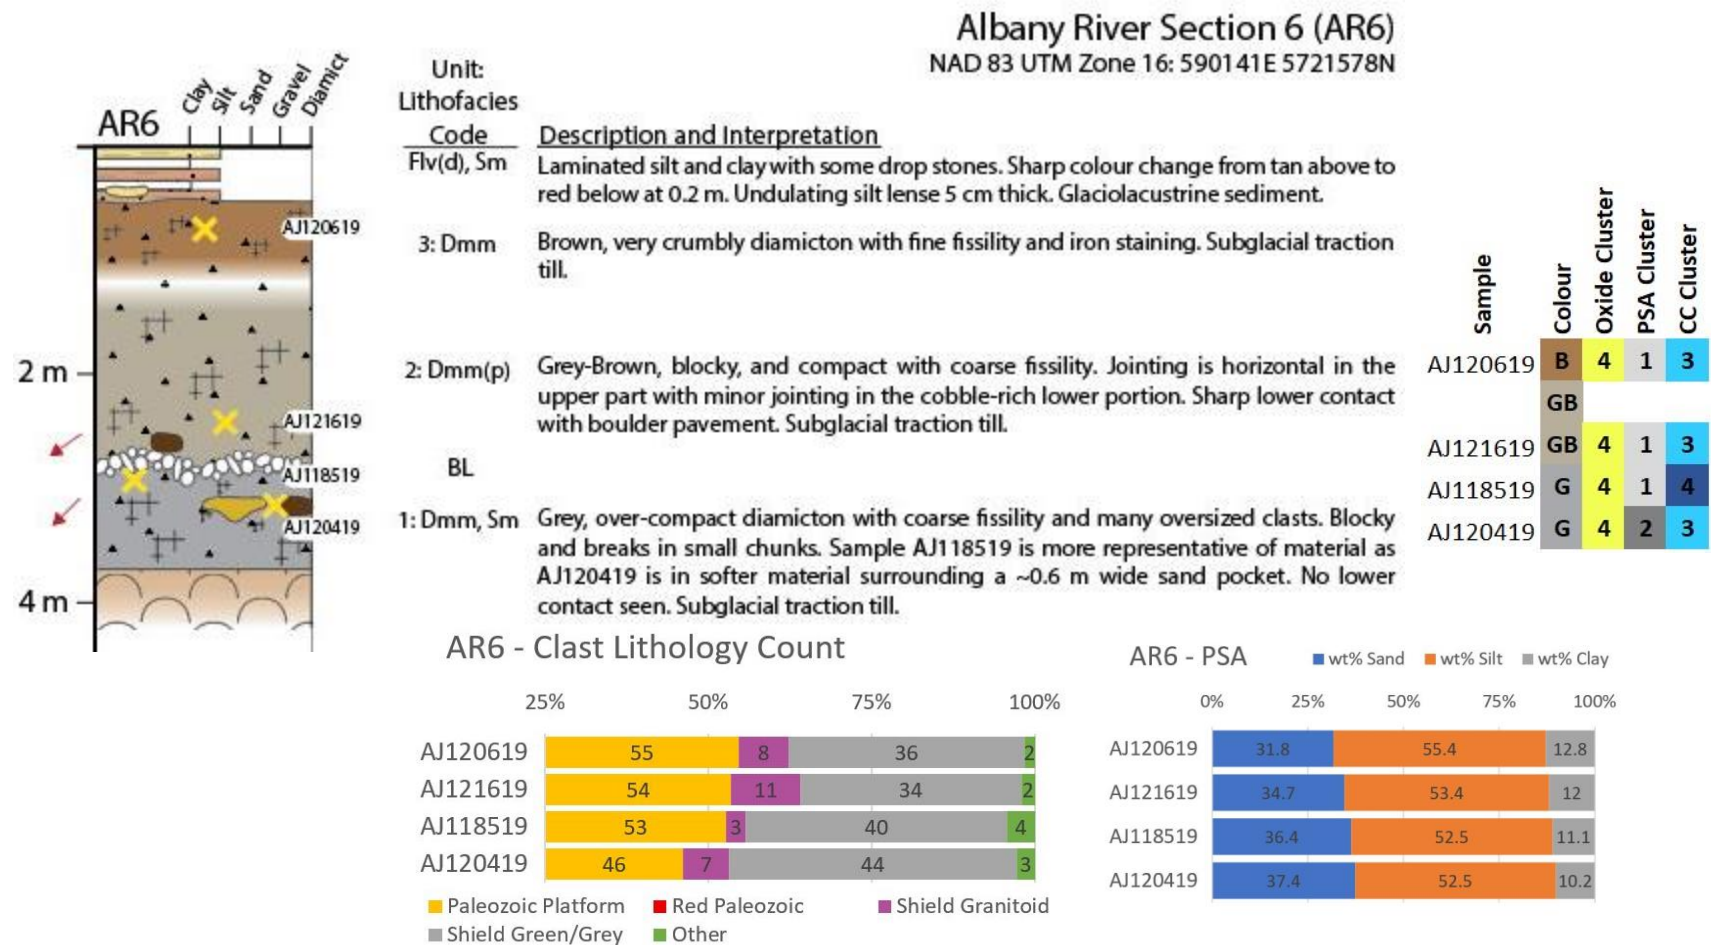 Albany River Section 6 (AR6)
NAD 83 UTM Zone 16: 590141E 5721578N
AR6
Clay
Silt
Sand
Gravel
Diamict
2 m
4 m
AJ120619
AJ121619
AJ118519
AJ120419
Unit:
Lithofacies
Code
Description and Interpretation
Flv(d), Sm
Laminated silt and clay with some drop stones. Sharp colour change from tan above to
red below at 0.2 m. Undulating silt lense 5 cm thick. Glaciolacustrine sediment.
3: Dmm
Brown, very crumbly diamicton with fine fissility and iron staining. Subglacial traction
till.
2: Dmm(p)
Grey-Brown, blocky, and compact with coarse fissility. Jointing is horizontal in the
upper part with minor jointing in the cobble-rich lower portion. Sharp lower contact
with boulder pavement. Subglacial traction till.
BL
1: Dmm, Sm
Grey, over-compact diamicton with coarse fissility and many oversized clasts. Blocky
and breaks in small chunks. Sample AJ118519 is more representative of material as
AJ120419 is in softer material surrounding a ~0.6 m wide sand pocket. No lower
contact seen. Subglacial traction till.
Sample
Colour
Oxide Cluster
PSA Cluster
CC Cluster
AJ120619 B 4 1 3
GB
AJ121619 GB 4 1 3
AJ118519 G 4 1 4
AJ120419 G 4 2 3
AR6 - Clast Lithology Count
25% 50% 75% 100%
AJ120619 55 8 36 2
AJ121619 54 11 34 2
AJ118519 53 3 40 4
AJ120419 46 7 44 3
Paleozoic Platform Red Paleozoic Shield Granitoid
Shield Green/Grey Other
AR6 - PSA
wt% Sand wt% Silt wt% Clay
0% 25% 50% 75% 100%
AJ120619 31.8 55.4 12.8
AJ121619 34.7 53.4 12
AJ118519 36.4 52.5 11.1
AJ120419 37.4 52.5 10.2